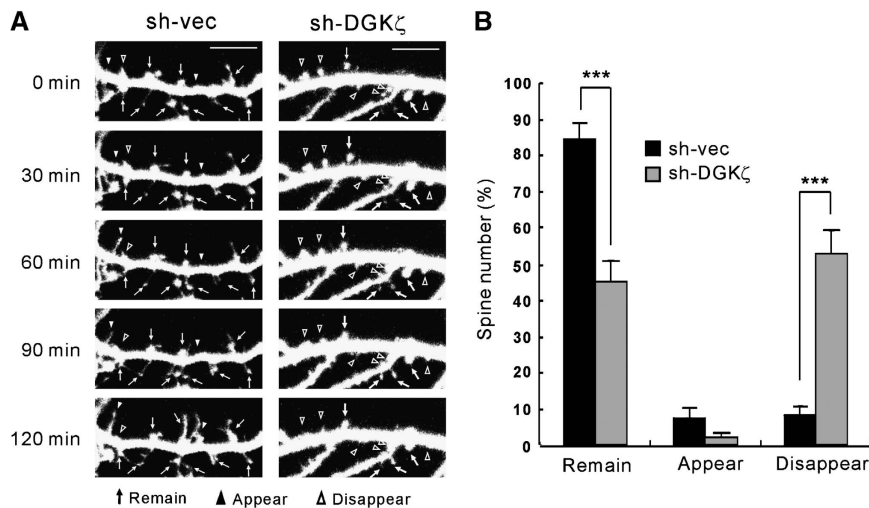 A
sh-vec
sh-DGKζ
0 min
30 min
60 min
90 min
120 min
Remain
Appear
Disappear
B
Spine number (%)
100
90
80
70
60
50
40
30
20
10
0
***
***
sh-vec
sh-DGKζ
Remain
Appear
Disappear